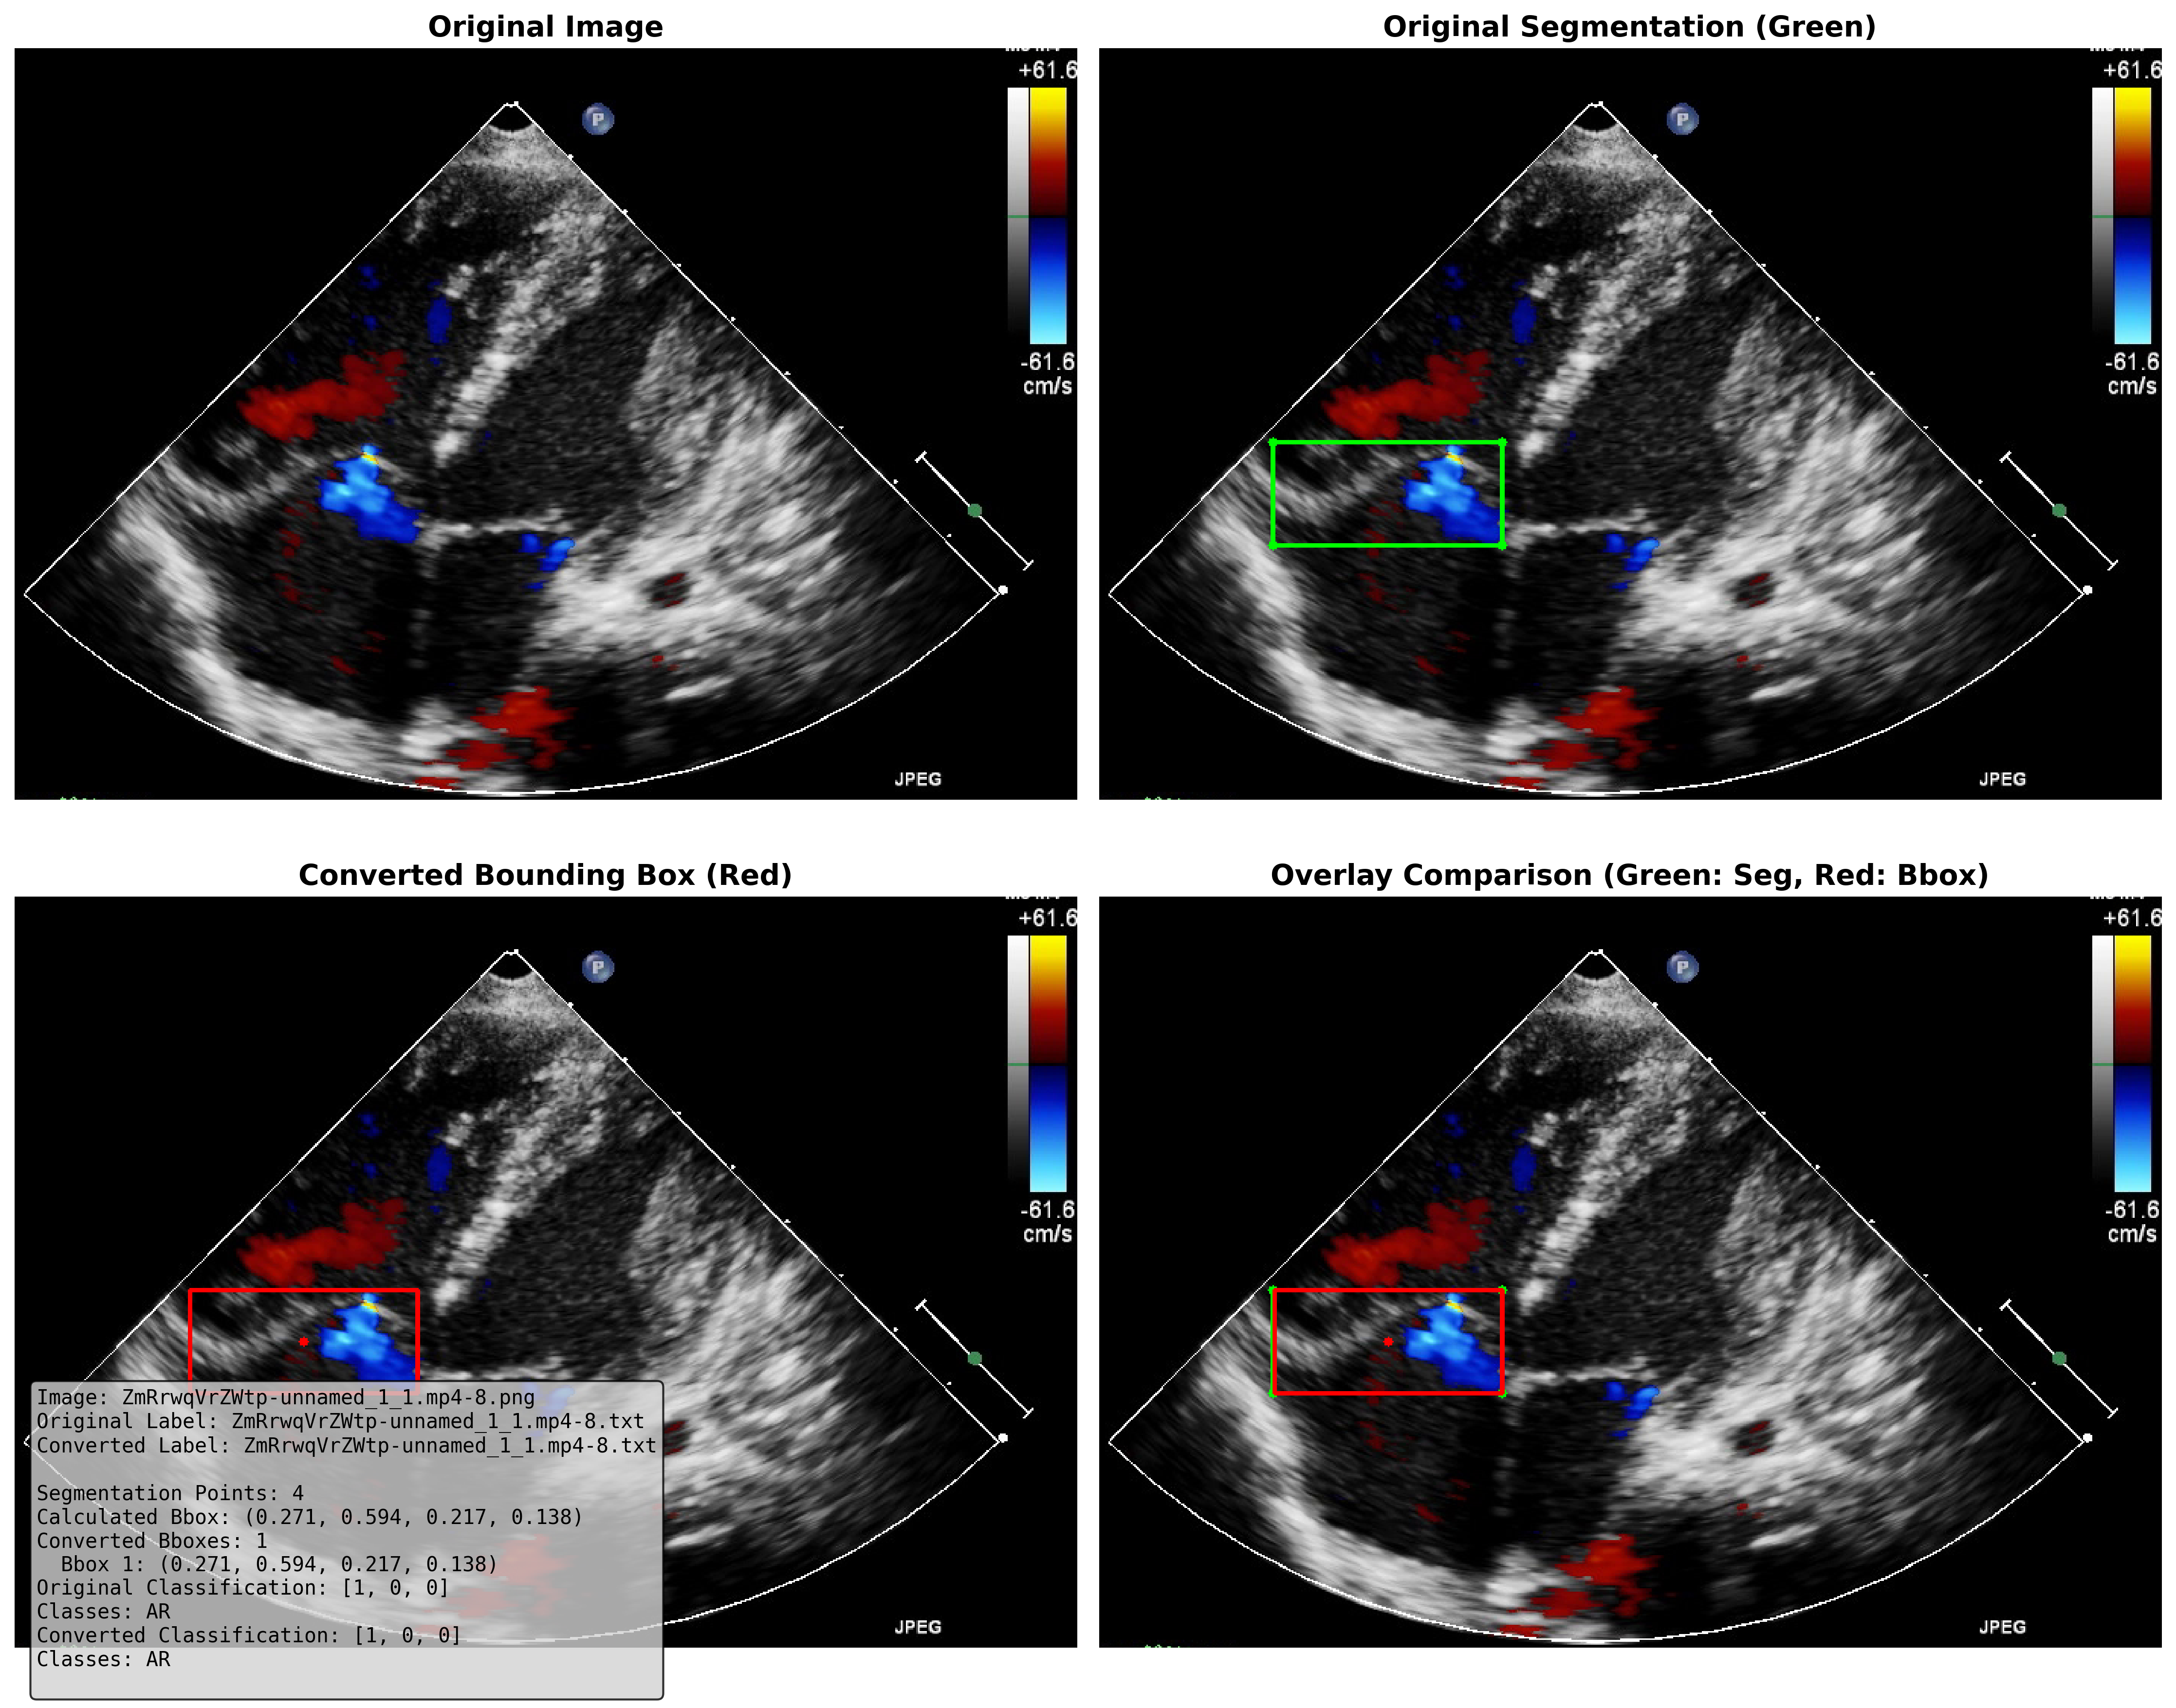 Original Image
+61.6
P
-61.6
cm/s
JPEG
Original Segmentation (Green)
+61.6
P
-61.6
cm/s
JPEG
Converted Bounding Box (Red)
+61.6
P
-61.6
cm/s
JPEG
Image: ZmRrwqVrZWtp-unnamed_1_1.mp4-8.png
Original Label: ZmRrwqVrZWtp-unnamed_1_1.mp4-8.txt
Converted Label: ZmRrwqVrZWtp-unnamed_1_1.mp4-8.txt
Segmentation Points: 4
Calculated Bbox: (0.271, 0.594, 0.217, 0.138)
Converted Bboxes: 1
Bbox 1: (0.271, 0.594, 0.217, 0.138)
Original Classification: [1, 0, 0]
Classes: AR
Converted Classification: [1, 0, 0]
Classes: AR
Overlay Comparison (Green: Seg, Red: Bbox)
+61.6
P
-61.6
cm/s
JPEG